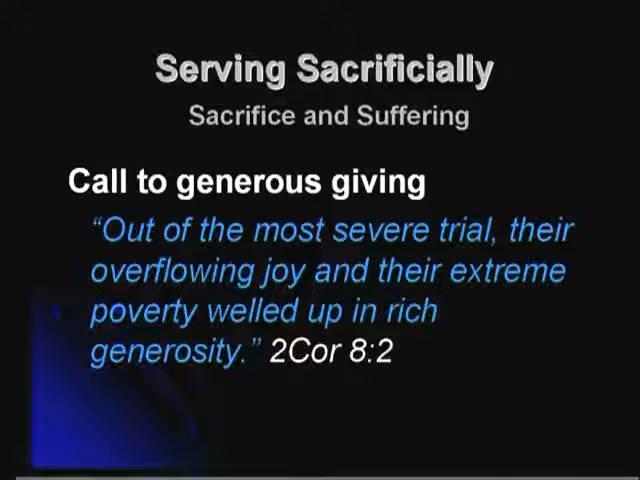 Serving Sacrificially
Sacrifice and Suffering
Call to generous giving
“Out of the most severe trial, their
overflowing joy and their extreme
poverty welled up in rich
generosity.” 2Cor 8:2